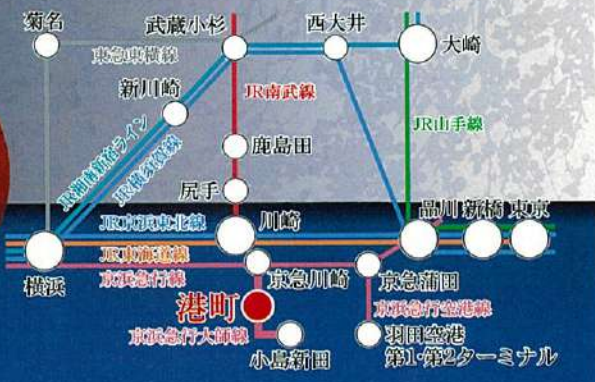 菊名
武蔵小杉
西大井
大崎
東急東横線
新川崎
JR南武線
JR山手線
JR湘南新宿ライン
JR横須賀線
鹿島田
尻手
川崎
品川
新橋
東京
JR京浜東北線
JR東海道線
京浜急行線
横浜
京急川崎
京急蒲田
港町
京浜急行空港線
京浜急行大師線
小島新田
羽田空港
第1・第2ターミナル